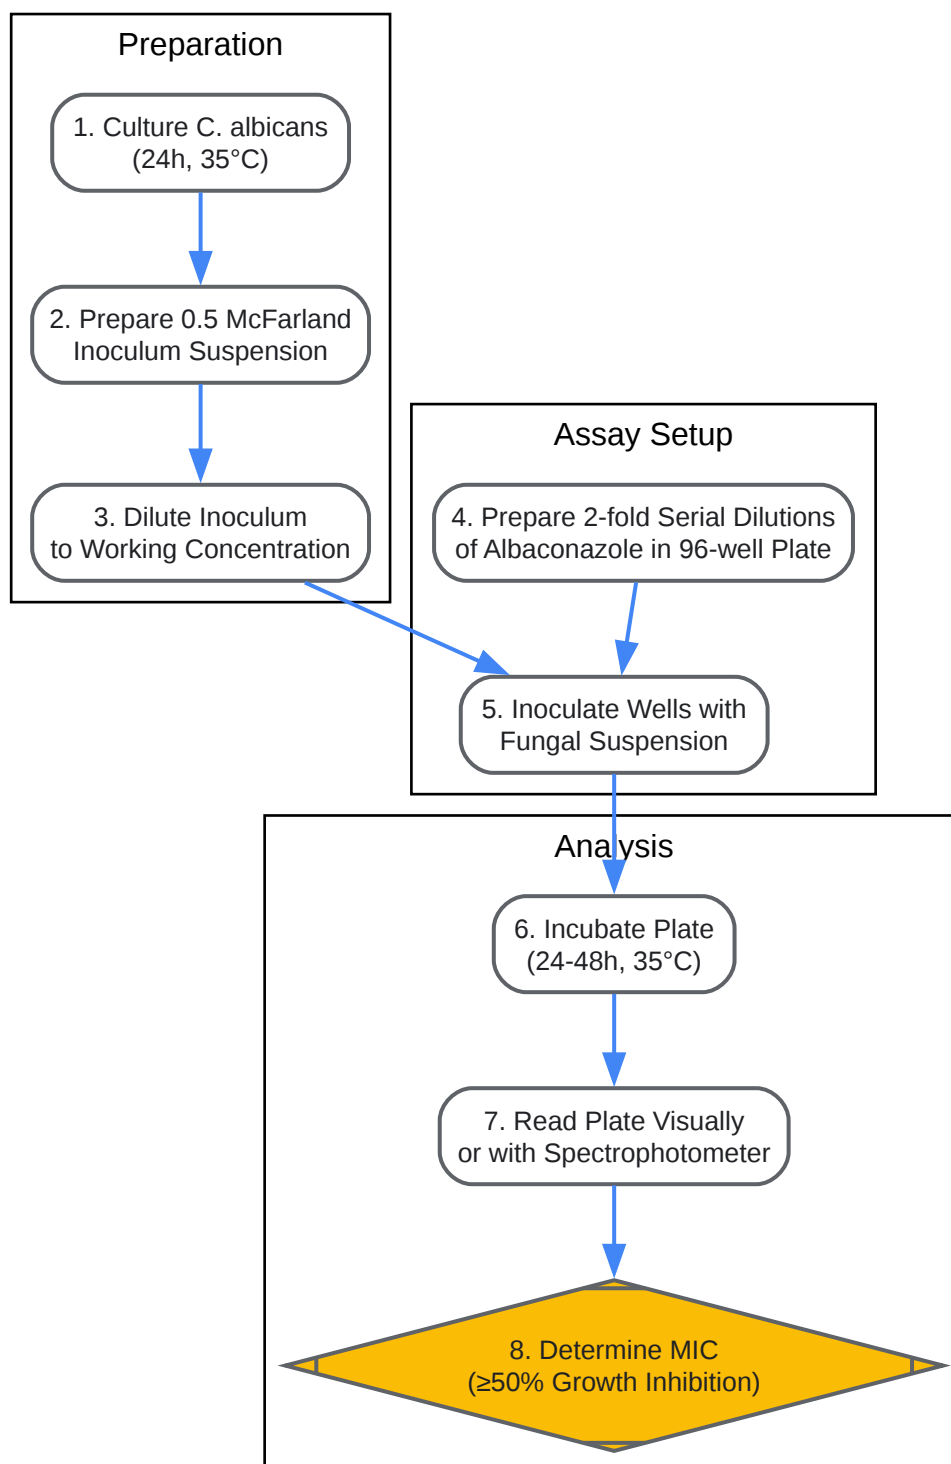 Preparation
1. Culture C. albicans
(24h, 35°C)
2. Prepare 0.5 McFarland
Inoculum Suspension
3. Dilute Inoculum
to Working Concentration
Assay Setup
4. Prepare 2-fold Serial Dilutions
of Albaconazole in 96-well Plate
5. Inoculate Wells with
Fungal Suspension
Analysis
6. Incubate Plate
(24-48h, 35°C)
7. Read Plate Visually
or with Spectrophotometer
8. Determine MIC
(≥50% Growth Inhibition)